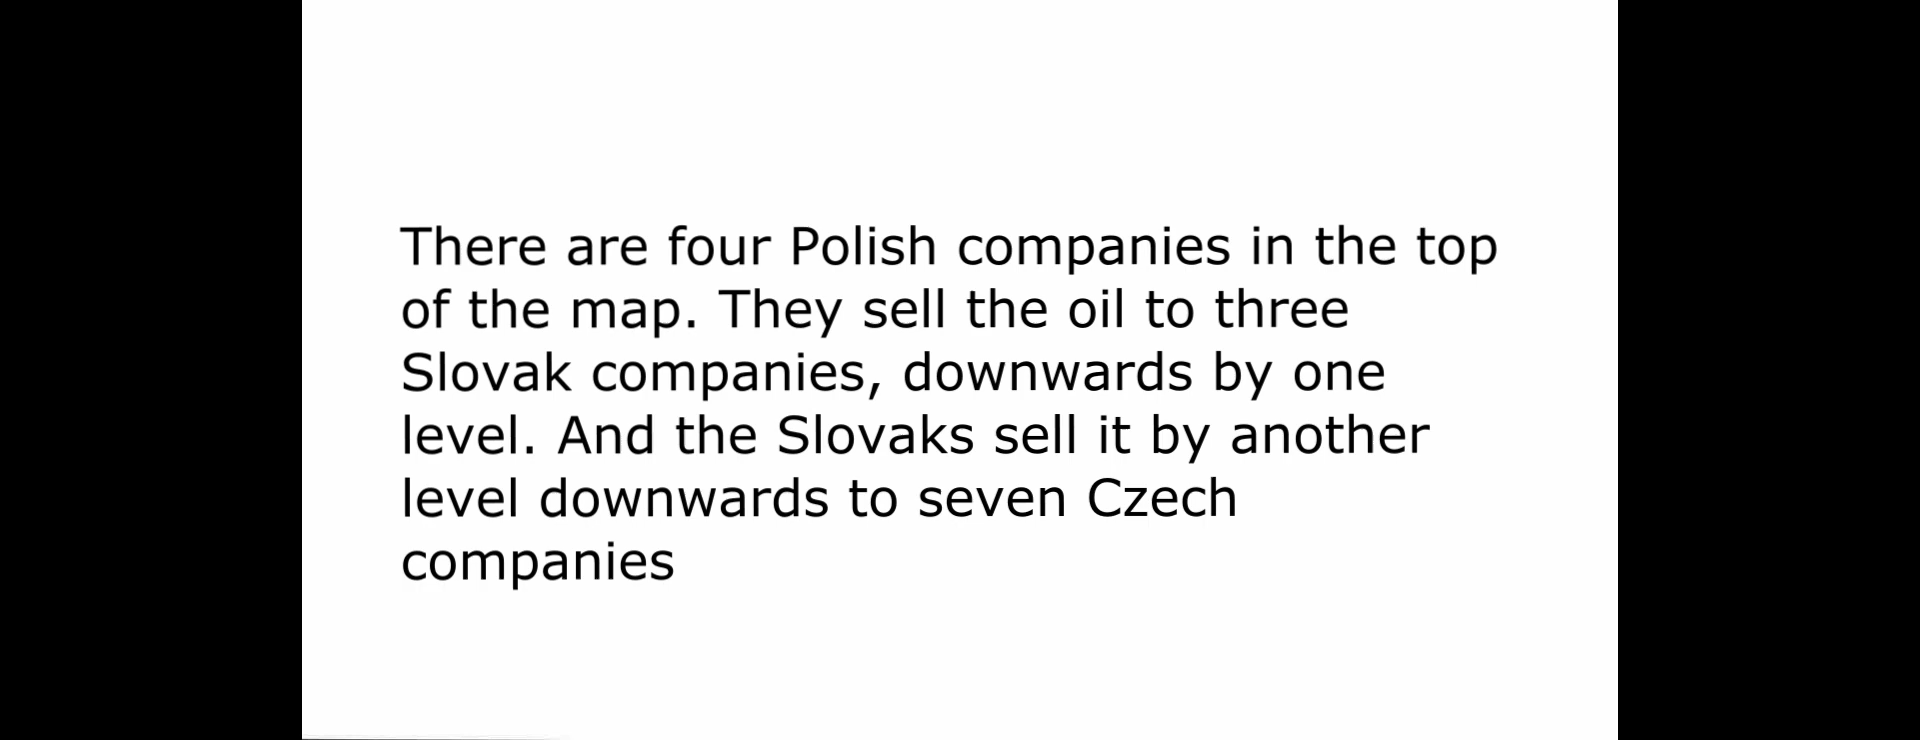 There are four Polish companies in the top
of the map. They sell the oil to three
Slovak companies, downwards by one
level. And the Slovaks sell it by another
level downwards to seven Czech
companies